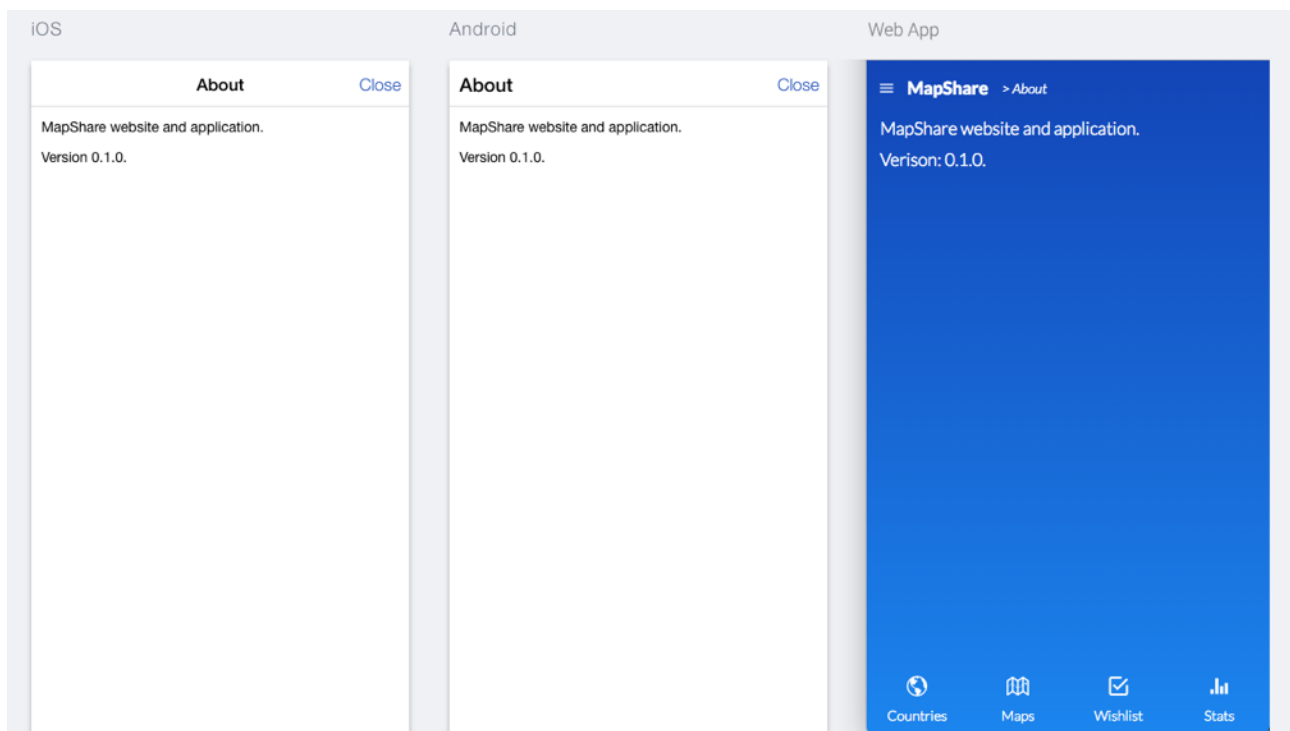 iOS
About Close
MapShare website and application.
Version 0.1.0.
Android
About Close
MapShare website and application.
Version 0.1.0.
Web App
MapShare > About
MapShare website and application.
Verison: 0.1.0.
Countries Maps Wishlist Stats